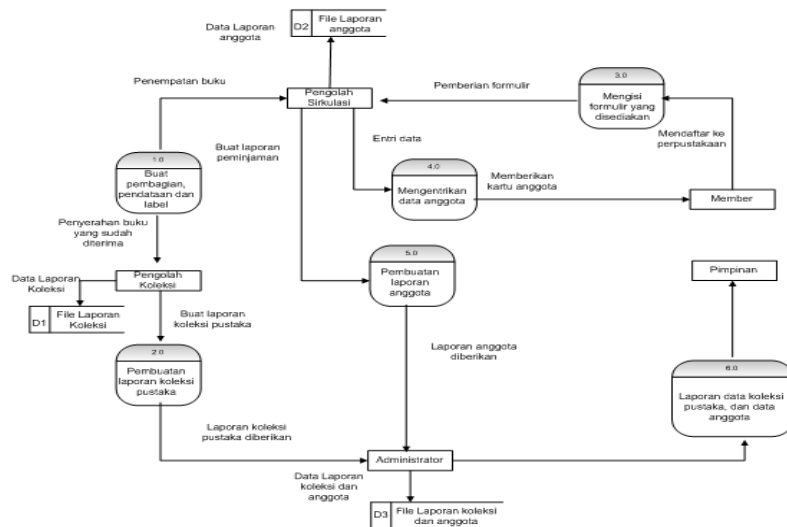 Data Laporan
anggota
D2
File Laporan
anggota
Penempatan buku
Pengolah
Sirkulasi
Pemberian formulir
3.0
Mengisi
formulir yang
disediakan
Mendaftar ke
perpustakaan
Buat laporan
peminjaman
Entri data
1.0
Buat
pembagian,
pendataan dan
label
4.0
Mengentrikan
data anggota
Memberikan
kartu anggota
Member
Penyerahan buku
yang sudah
diterima
5.0
Pembuatan
laporan
anggota
Pimpinan
Data Laporan
Koleksi
Pengolah
Koleksi
D1
File Laporan
Koleksi
Buat laporan
koleksi pustaka
2.0
Pembuatan
laporan koleksi
pustaka
Laporan anggota
diberikan
6.0
Laporan data koleksi
pustaka, dan data
anggota
Laporan koleksi
pustaka diberikan
Administrator
Data Laporan
koleksi dan
anggota
D3
File Laporan koleksi
dan anggota